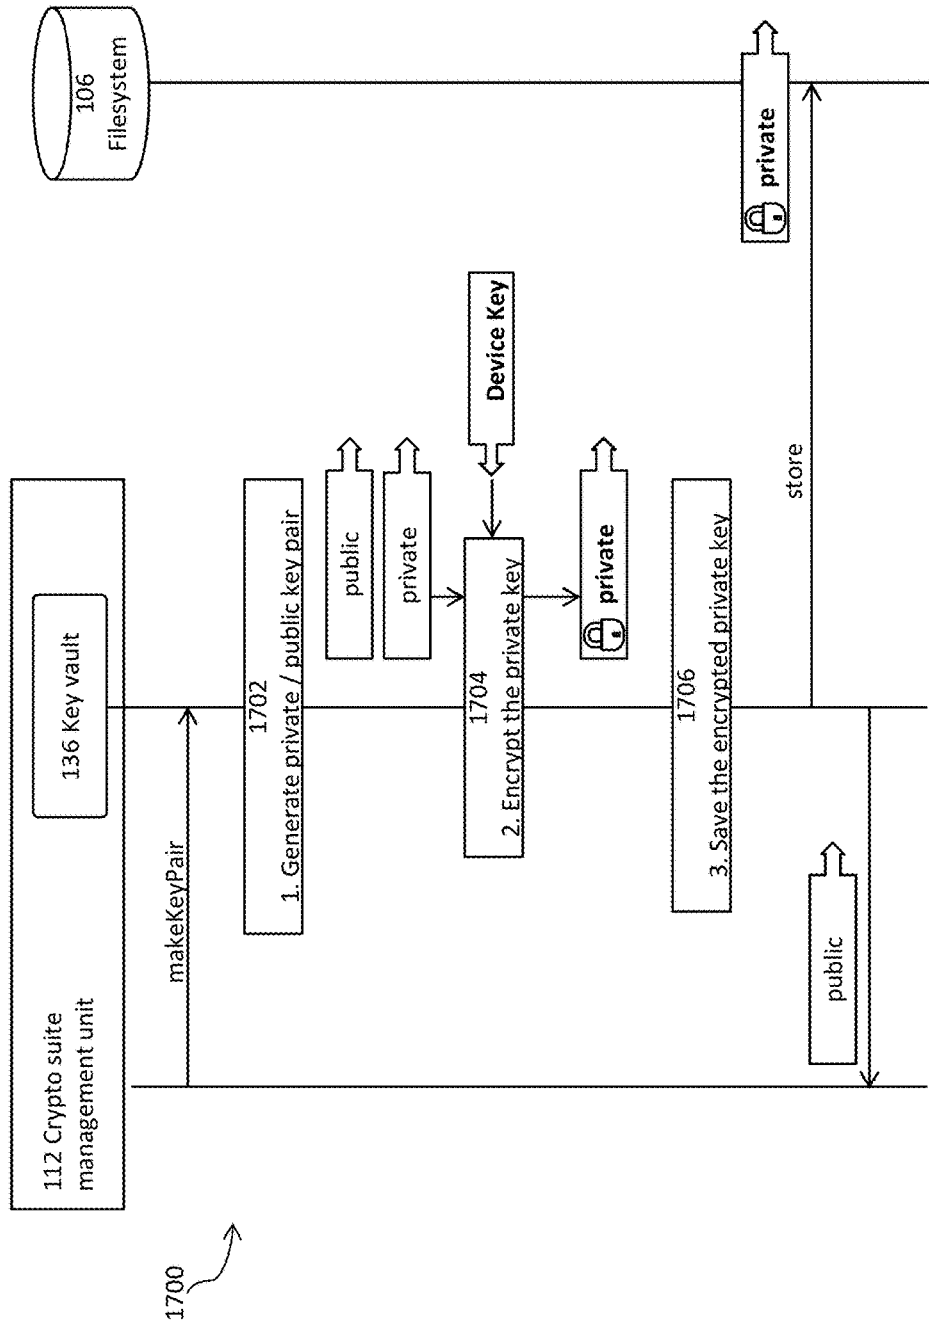 112 Crypto suite
management unit
136 Key vault
106
Filesystem
makeKeyPair
1702
1. Generate private / public key pair
public
private
Device Key
1704
2. Encrypt the private key
private
1706
3. Save the encrypted private key
private
store
public
1700